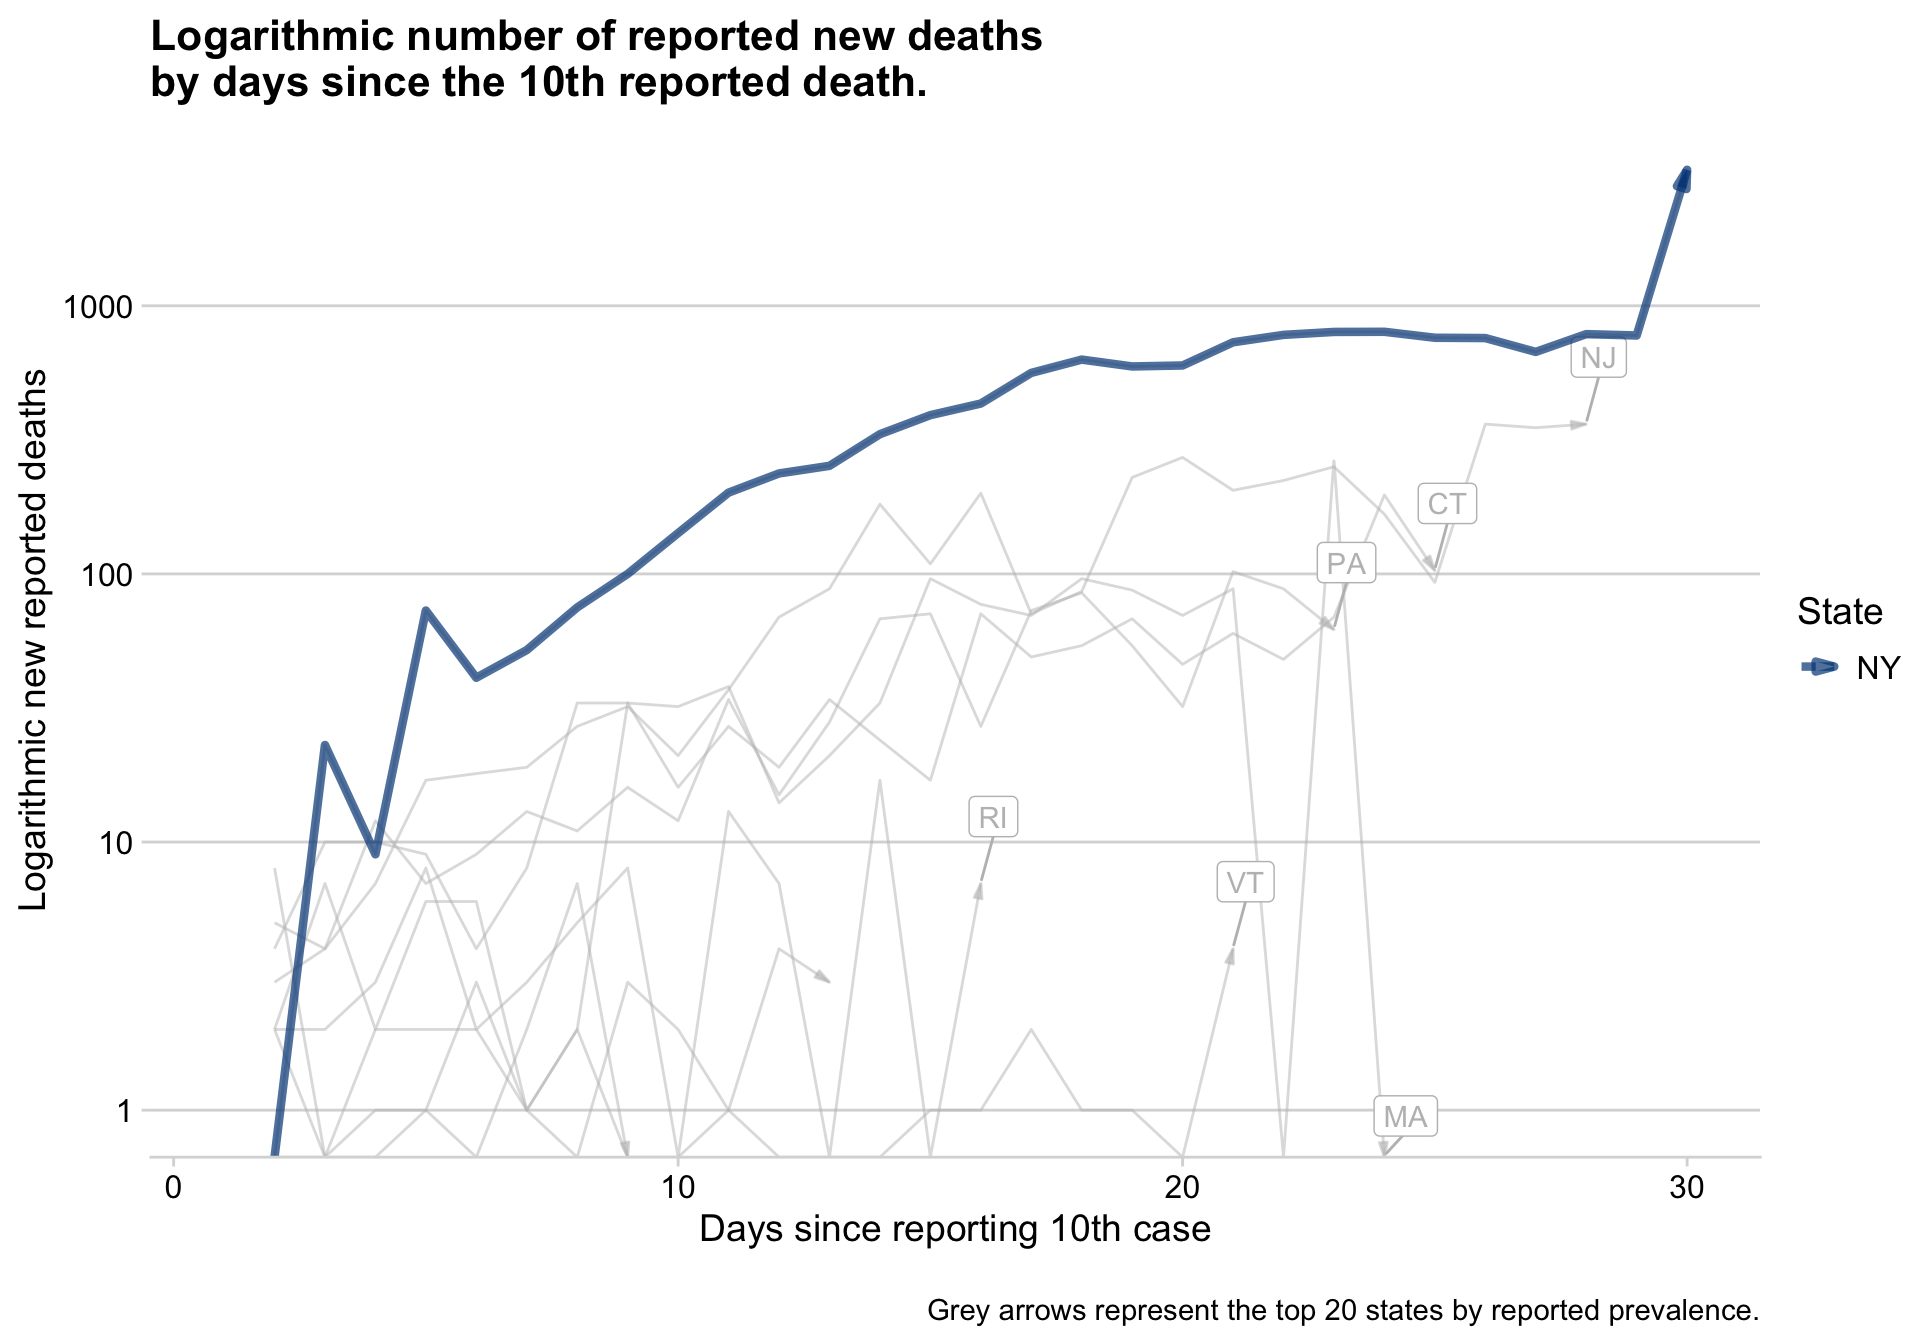 Logarithmic number of reported new deaths
by days since the 10th reported death.
Logarithmic new reported deaths
1000
100
10
1
NJ
CT
PA
RI
VT
MA
State
NY
0 10 20 30
Days since reporting 10th case
Grey arrows represent the top 20 states by reported prevalence.